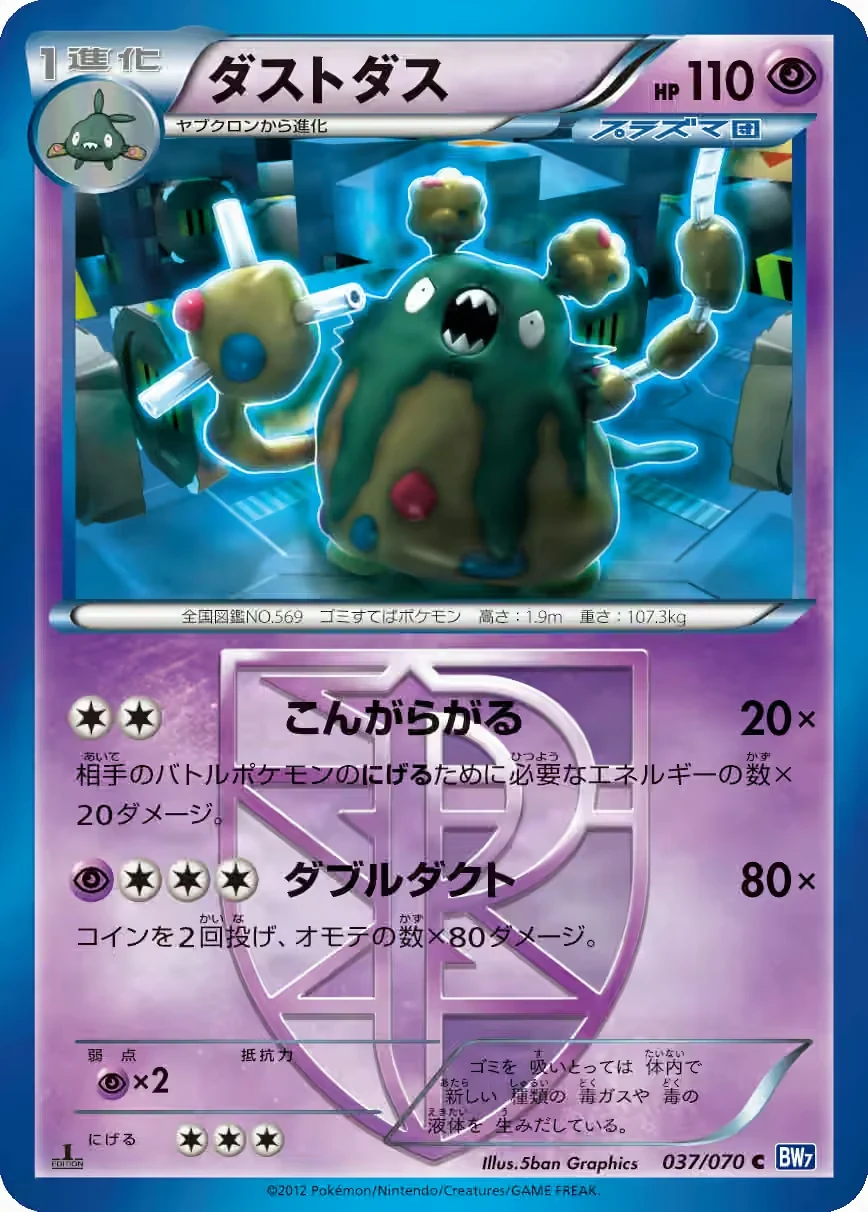 1進化
ダストダス
HP 110
ヤブクロンから進化
プラズマ団
全国図鑑NO.569 ゴミすてばポケモン 高さ：1.9m 重さ：107.3kg
こんがらがる 20×
相手のバトルポケモンのにげるために必要なエネルギーの数×
20ダメージ。
ダブルダクト 80×
コインを2回投げ、オモテの数×80ダメージ。
弱点 抵抗力
×2
にげる
ゴミを 吸いとっては 体内で
新しい 種類の 毒ガスや 毒の
液体を 生みだしている。
1 EDITION
Illus.5ban Graphics 037/070 C BW7
©2012 Pokémon/Nintendo/Creatures/GAME FREAK.